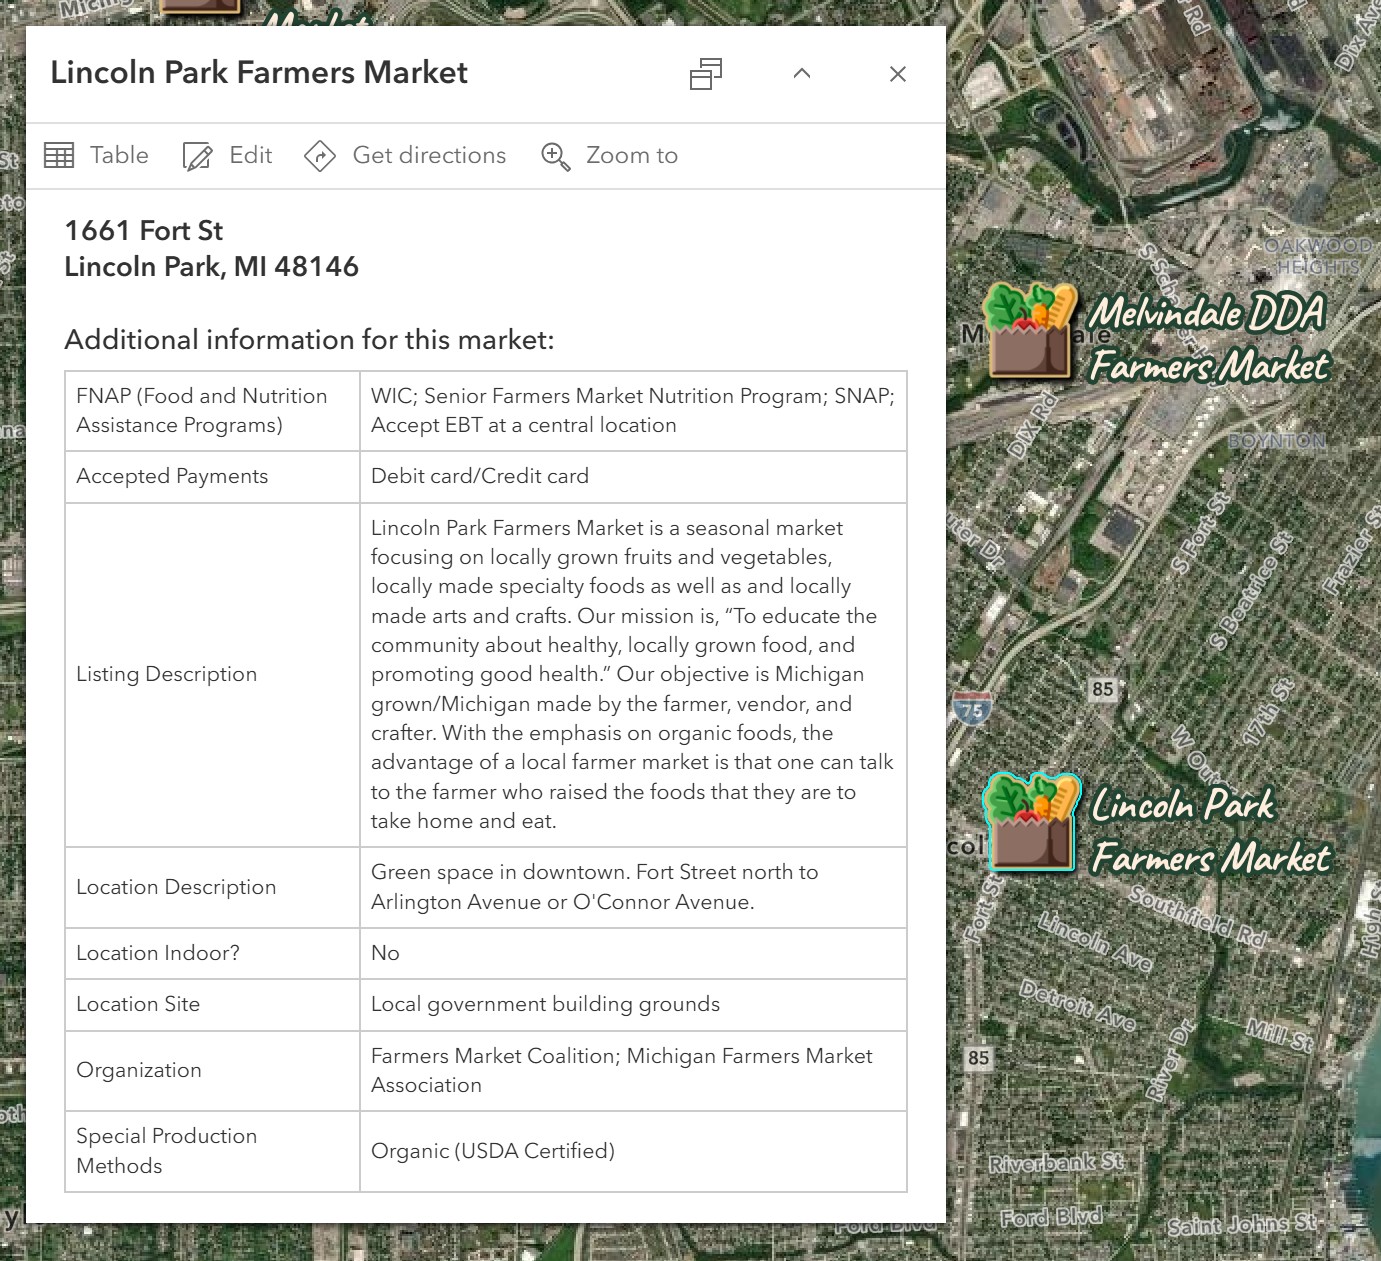 Market
Lincoln Park Farmers Market
Table
Edit
Get directions
Zoom to
1661 Fort St
Lincoln Park, MI 48146
Additional information for this market:
FNAP (Food and Nutrition
Assistance Programs)
WIC; Senior Farmers Market Nutrition Program; SNAP;
Accept EBT at a central location
Accepted Payments
Debit card/Credit card
Listing Description
Lincoln Park Farmers Market is a seasonal market
focusing on locally grown fruits and vegetables,
locally made specialty foods as well as and locally
made arts and crafts. Our mission is, “To educate the
community about healthy, locally grown food, and
promoting good health.” Our objective is Michigan
grown/Michigan made by the farmer, vendor, and
crafter. With the emphasis on organic foods, the
advantage of a local farmer market is that one can talk
to the farmer who raised the foods that they are to
take home and eat.
Location Description
Green space in downtown. Fort Street north to
Arlington Avenue or O'Connor Avenue.
Location Indoor?
No
Location Site
Local government building grounds
Organization
Farmers Market Coalition; Michigan Farmers Market
Association
Special Production
Methods
Organic (USDA Certified)
Rd
Dix Ave
OAKWOOD
HEIGHTS
Melvindale DDA
Farmers Market
Dix Rd
BOYNTON
S Fort St
S Beatice St
Frazier St
85
75
17th St
Lincoln Park
Farmers Market
Fort St
Southfield Rd
Lincoln Ave
Detroit Ave
Mill St
River Dr
85
Riverbank St
Ford Blvd
Saint Johns St
Ford Blvd